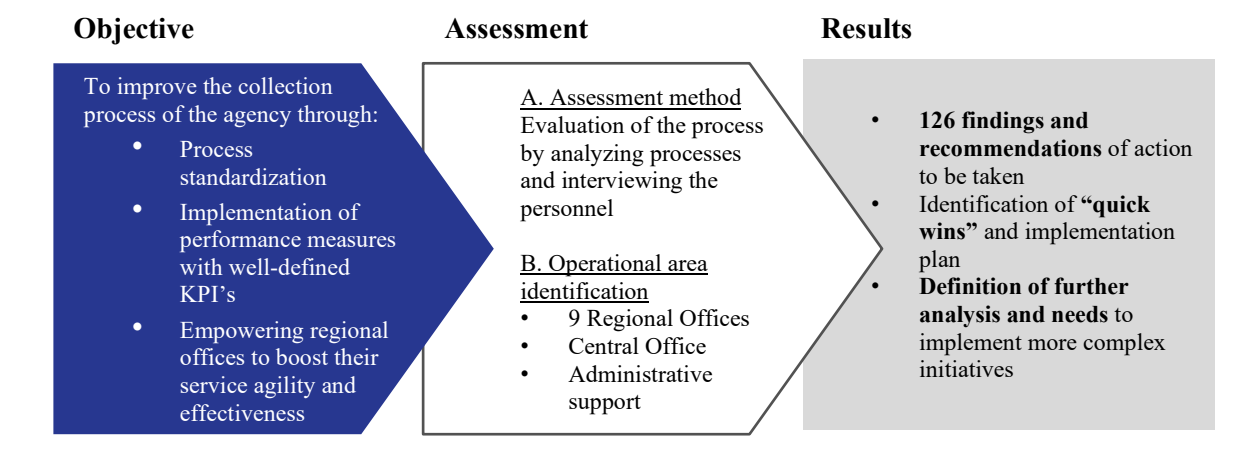 Objective
To improve the collection
process of the agency through:
• Process
standardization
• Implementation of
performance measures
with well-defined
KPI’s
• Empowering regional
offices to boost their
service agility and
effectiveness
Assessment
A. Assessment method
Evaluation of the process
by analyzing processes
and interviewing the
personnel
B. Operational area
identification
• 9 Regional Offices
• Central Office
• Administrative
support
Results
• 126 findings and
recommendations of action
to be taken
• Identification of “quick
wins” and implementation
plan
• Definition of further
analysis and needs to
implement more complex
initiatives